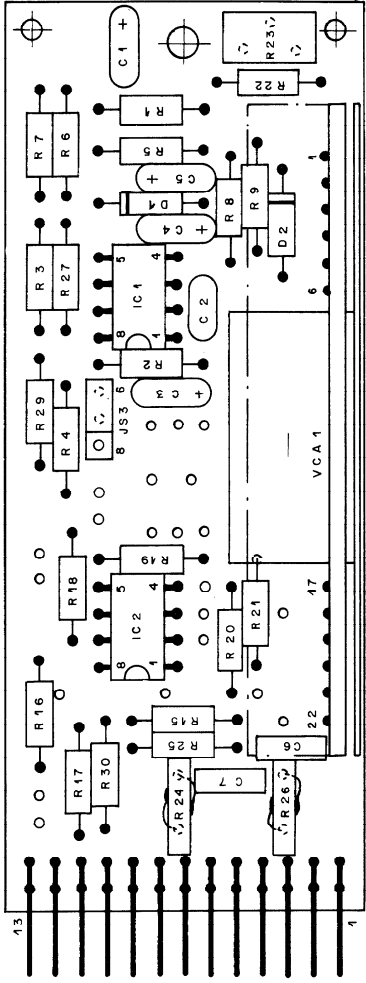 C1 +
R23
R22
R7
R6
R1
R5
+ C5
D1
C4 +
R8
R9
D2
1
6
R3
R27
5
4
IC1
8
1
C2
R2
R29
R4
6
JS3
8
C3 +
VCA1
R18
R19
5
4
IC2
8
1
R20
R21
17
22
R16
R15
R25
R17
R30
R24
C7
C6
R26
13
1